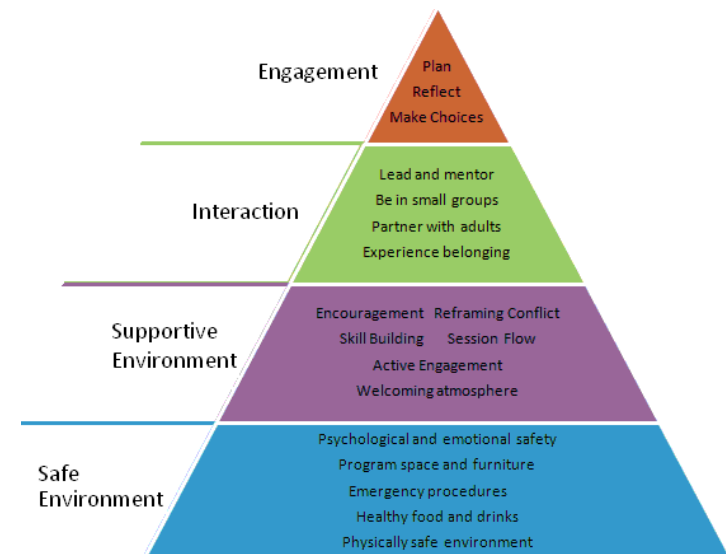 Engagement
Plan
Reflect
Make Choices
Interaction
Lead and mentor
Be in small groups
Partner with adults
Experience belonging
Supportive
Environment
Encouragement Reframing Conflict
Skill Building Session Flow
Active Engagement
Welcoming atmosphere
Safe
Environment
Psychological and emotional safety
Program space and furniture
Emergency procedures
Healthy food and drinks
Physically safe environment